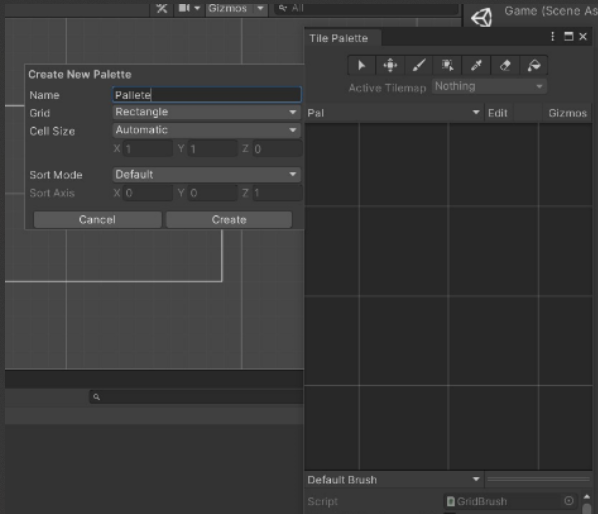 Gizmos All
Game (Scene As
Tile Palette
Create New Palette
Name Pallete
Grid Rectangle
Cell Size Automatic
X 1 Y 1 Z 0
Sort Mode Default
Sort Axis X 0 Y 0 Z 1
Cancel Create
Active Tilemap Nothing
Pal Edit Gizmos
Default Brush
Script GridBrush